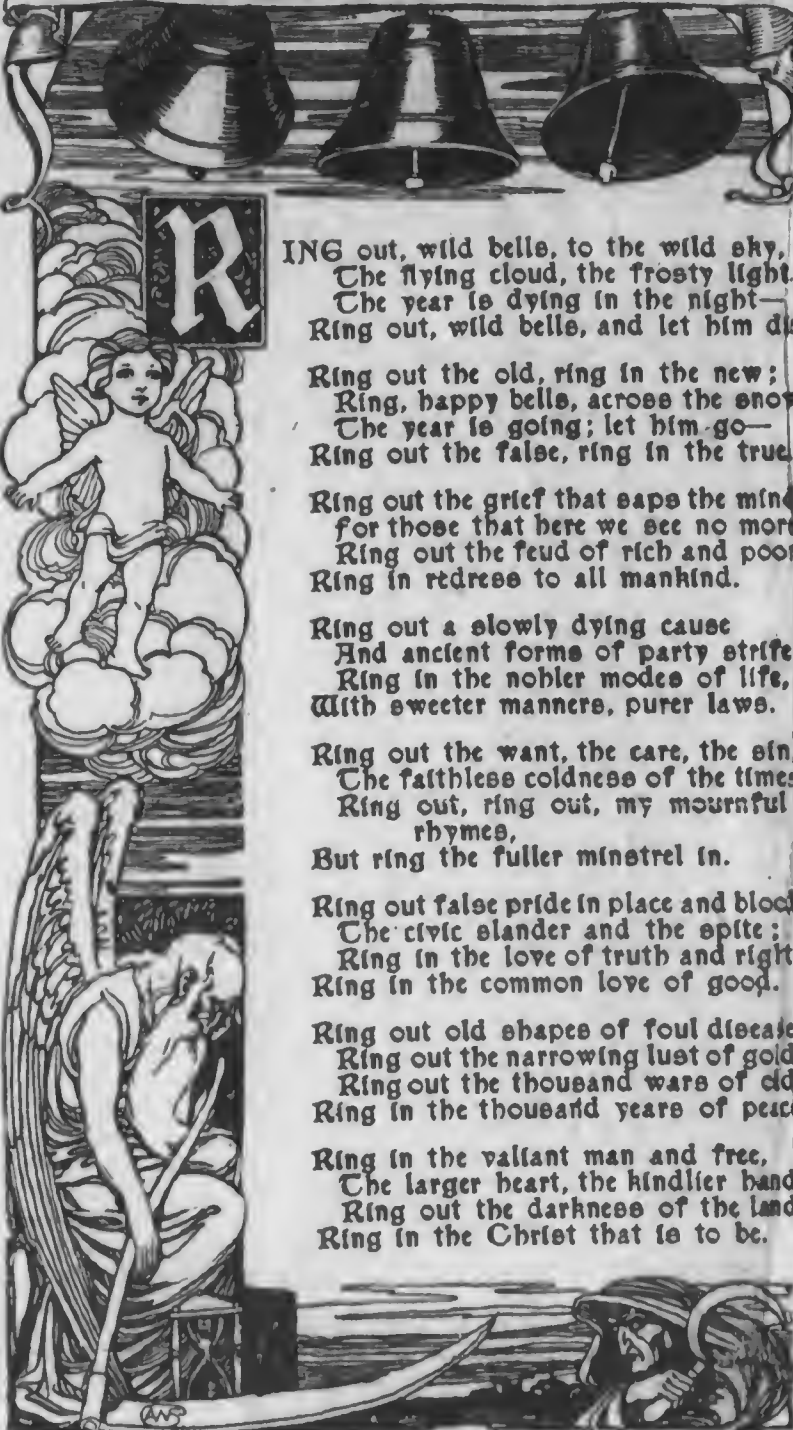 RING out, wild bells, to the wild sky,
The flying cloud, the frosty light
The year is dying in the night—
Ring out, wild bells, and let him di
Ring out the old, ring in the new;
Ring, happy bells, across the snow
The year is going; let him go—
Ring out the false, ring in the true
Ring out the grief that saps the mind
For those that here we see no more
Ring out the feud of rich and poor
Ring in redress to all mankind.
Ring out a slowly dying cause
And ancient forms of party strife
Ring in the nobler modes of life,
With sweeter manners, purer laws.
Ring out the want, the care, the sin,
The faithless coldness of the times
Ring out, ring out, my mournful
rhymes,
But ring the fuller minstrel in.
Ring out false pride in place and blood
The civic slander and the spite;
Ring in the love of truth and right
Ring in the common love of good.
Ring out old shapes of foul disease
Ring out the narrowing lust of gold
Ring out the thousand wars of old
Ring in the thousand years of peace
Ring in the valiant man and free,
The larger heart, the kindlier hand
Ring out the darkness of the land
Ring in the Christ that is to be.